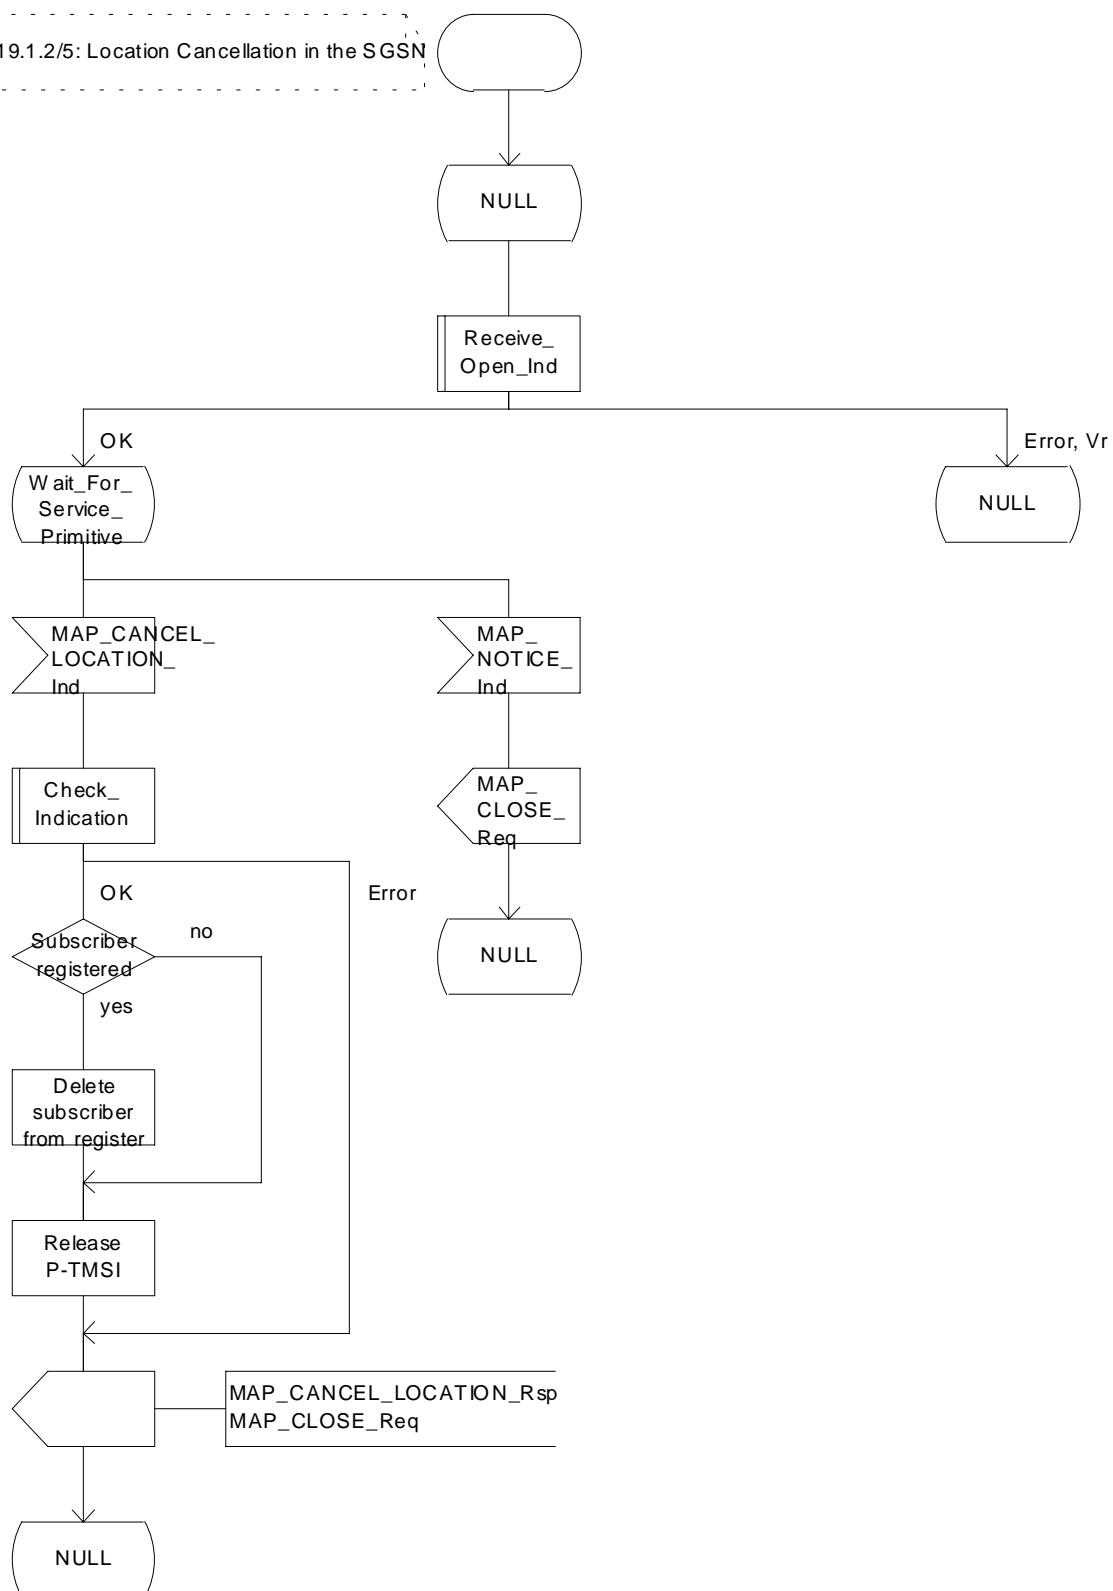 19.1.2/5: Location Cancellation in the SGSN
NULL
Receive_
Open_Ind
OK
Error, Vr
Wait_For_
Service_
Primitive
NULL
MAP_CANCEL_
LOCATION_
Ind
MAP_
NOTICE_
Ind
Check_
Indication
MAP_
CLOSE_
Req
OK
Error
Subscriber
registered
no
yes
NULL
Delete
subscriber
from register
Release
P-TMSI
MAP_CANCEL_LOCATION_Rsp
MAP_CLOSE_Req
NULL